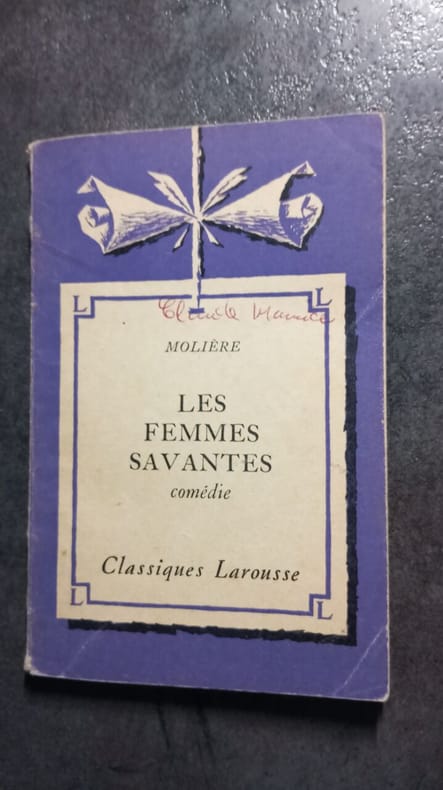 L L
Claude
MOLIÈRE
LES
FEMMES
SAVANTES
comédie
Classiques Larousse
L L